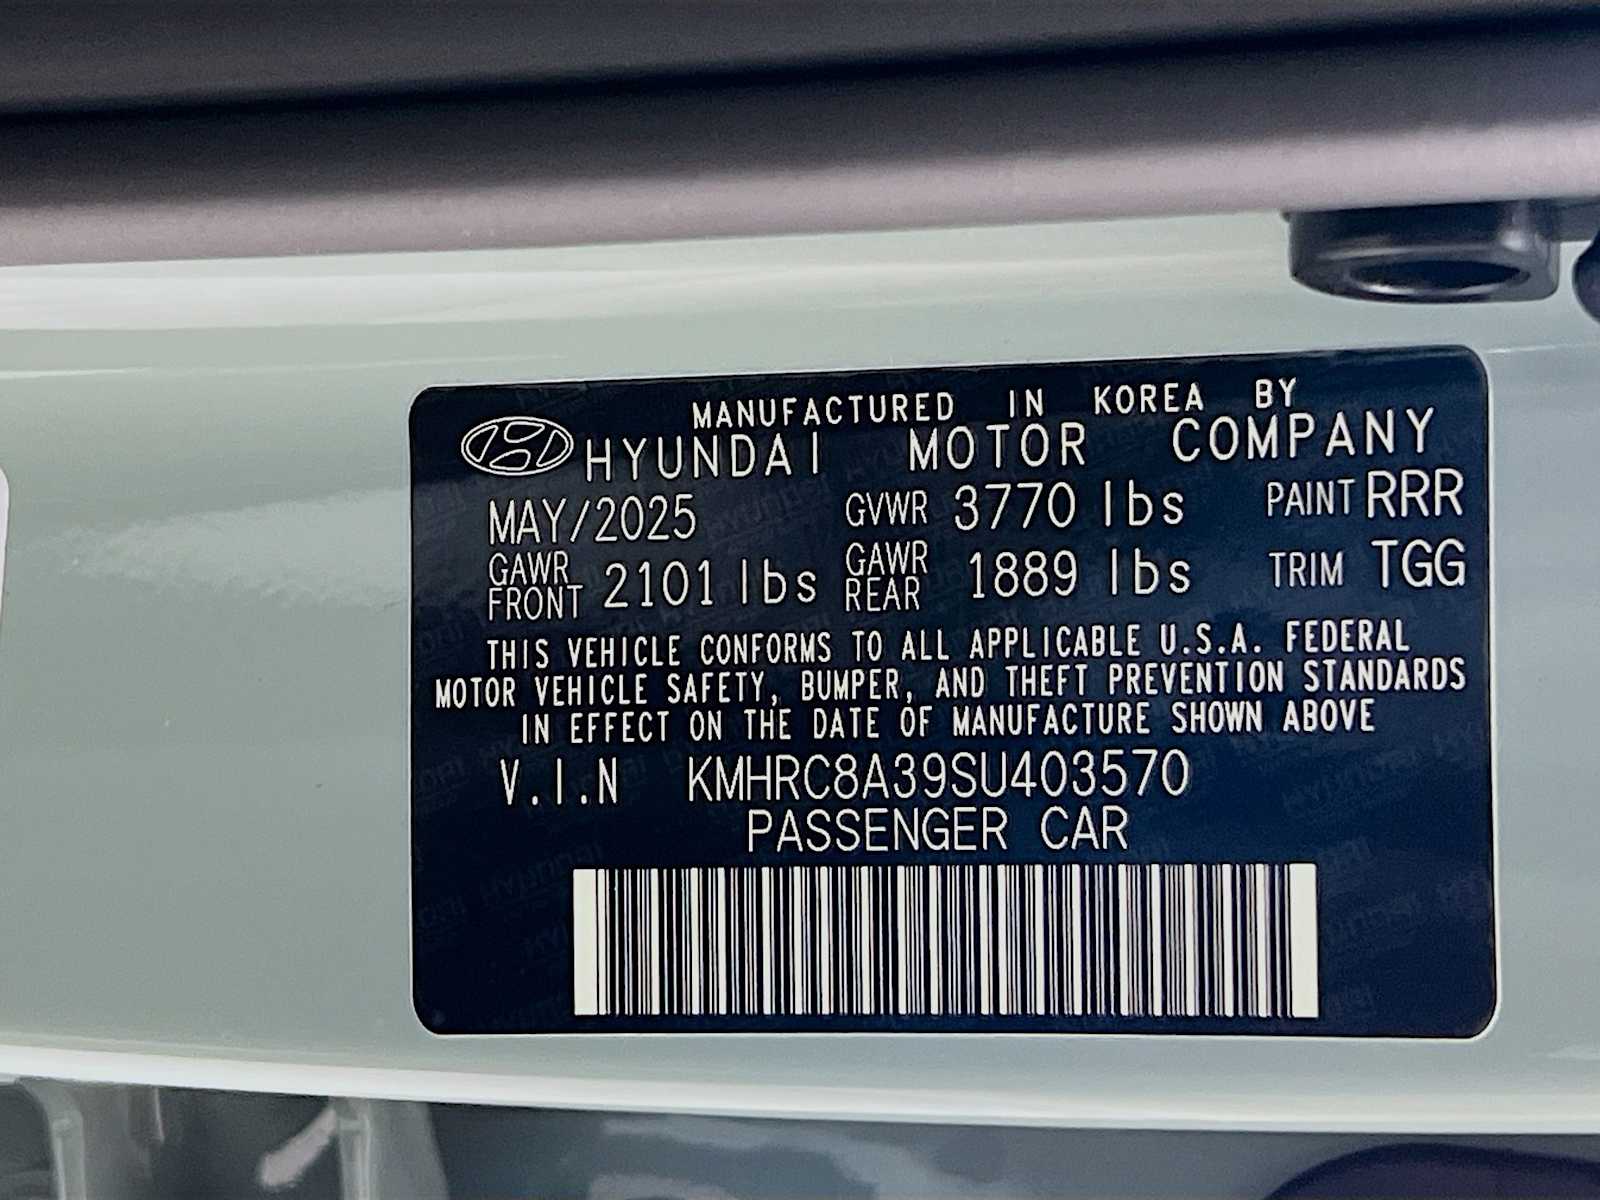 MANUFACTURED IN KOREA BY
HYUNDAI MOTOR COMPANY
MAY/2025 GVWR 3770 lbs PAINT RRR
GAWR FRONT 2101 lbs GAWR REAR 1889 lbs TRIM TGG
THIS VEHICLE CONFORMS TO ALL APPLICABLE U.S.A. FEDERAL
MOTOR VEHICLE SAFETY, BUMPER, AND THEFT PREVENTION STANDARDS
IN EFFECT ON THE DATE OF MANUFACTURE SHOWN ABOVE
V.I.N KMHRC8A39SU403570
PASSENGER CAR